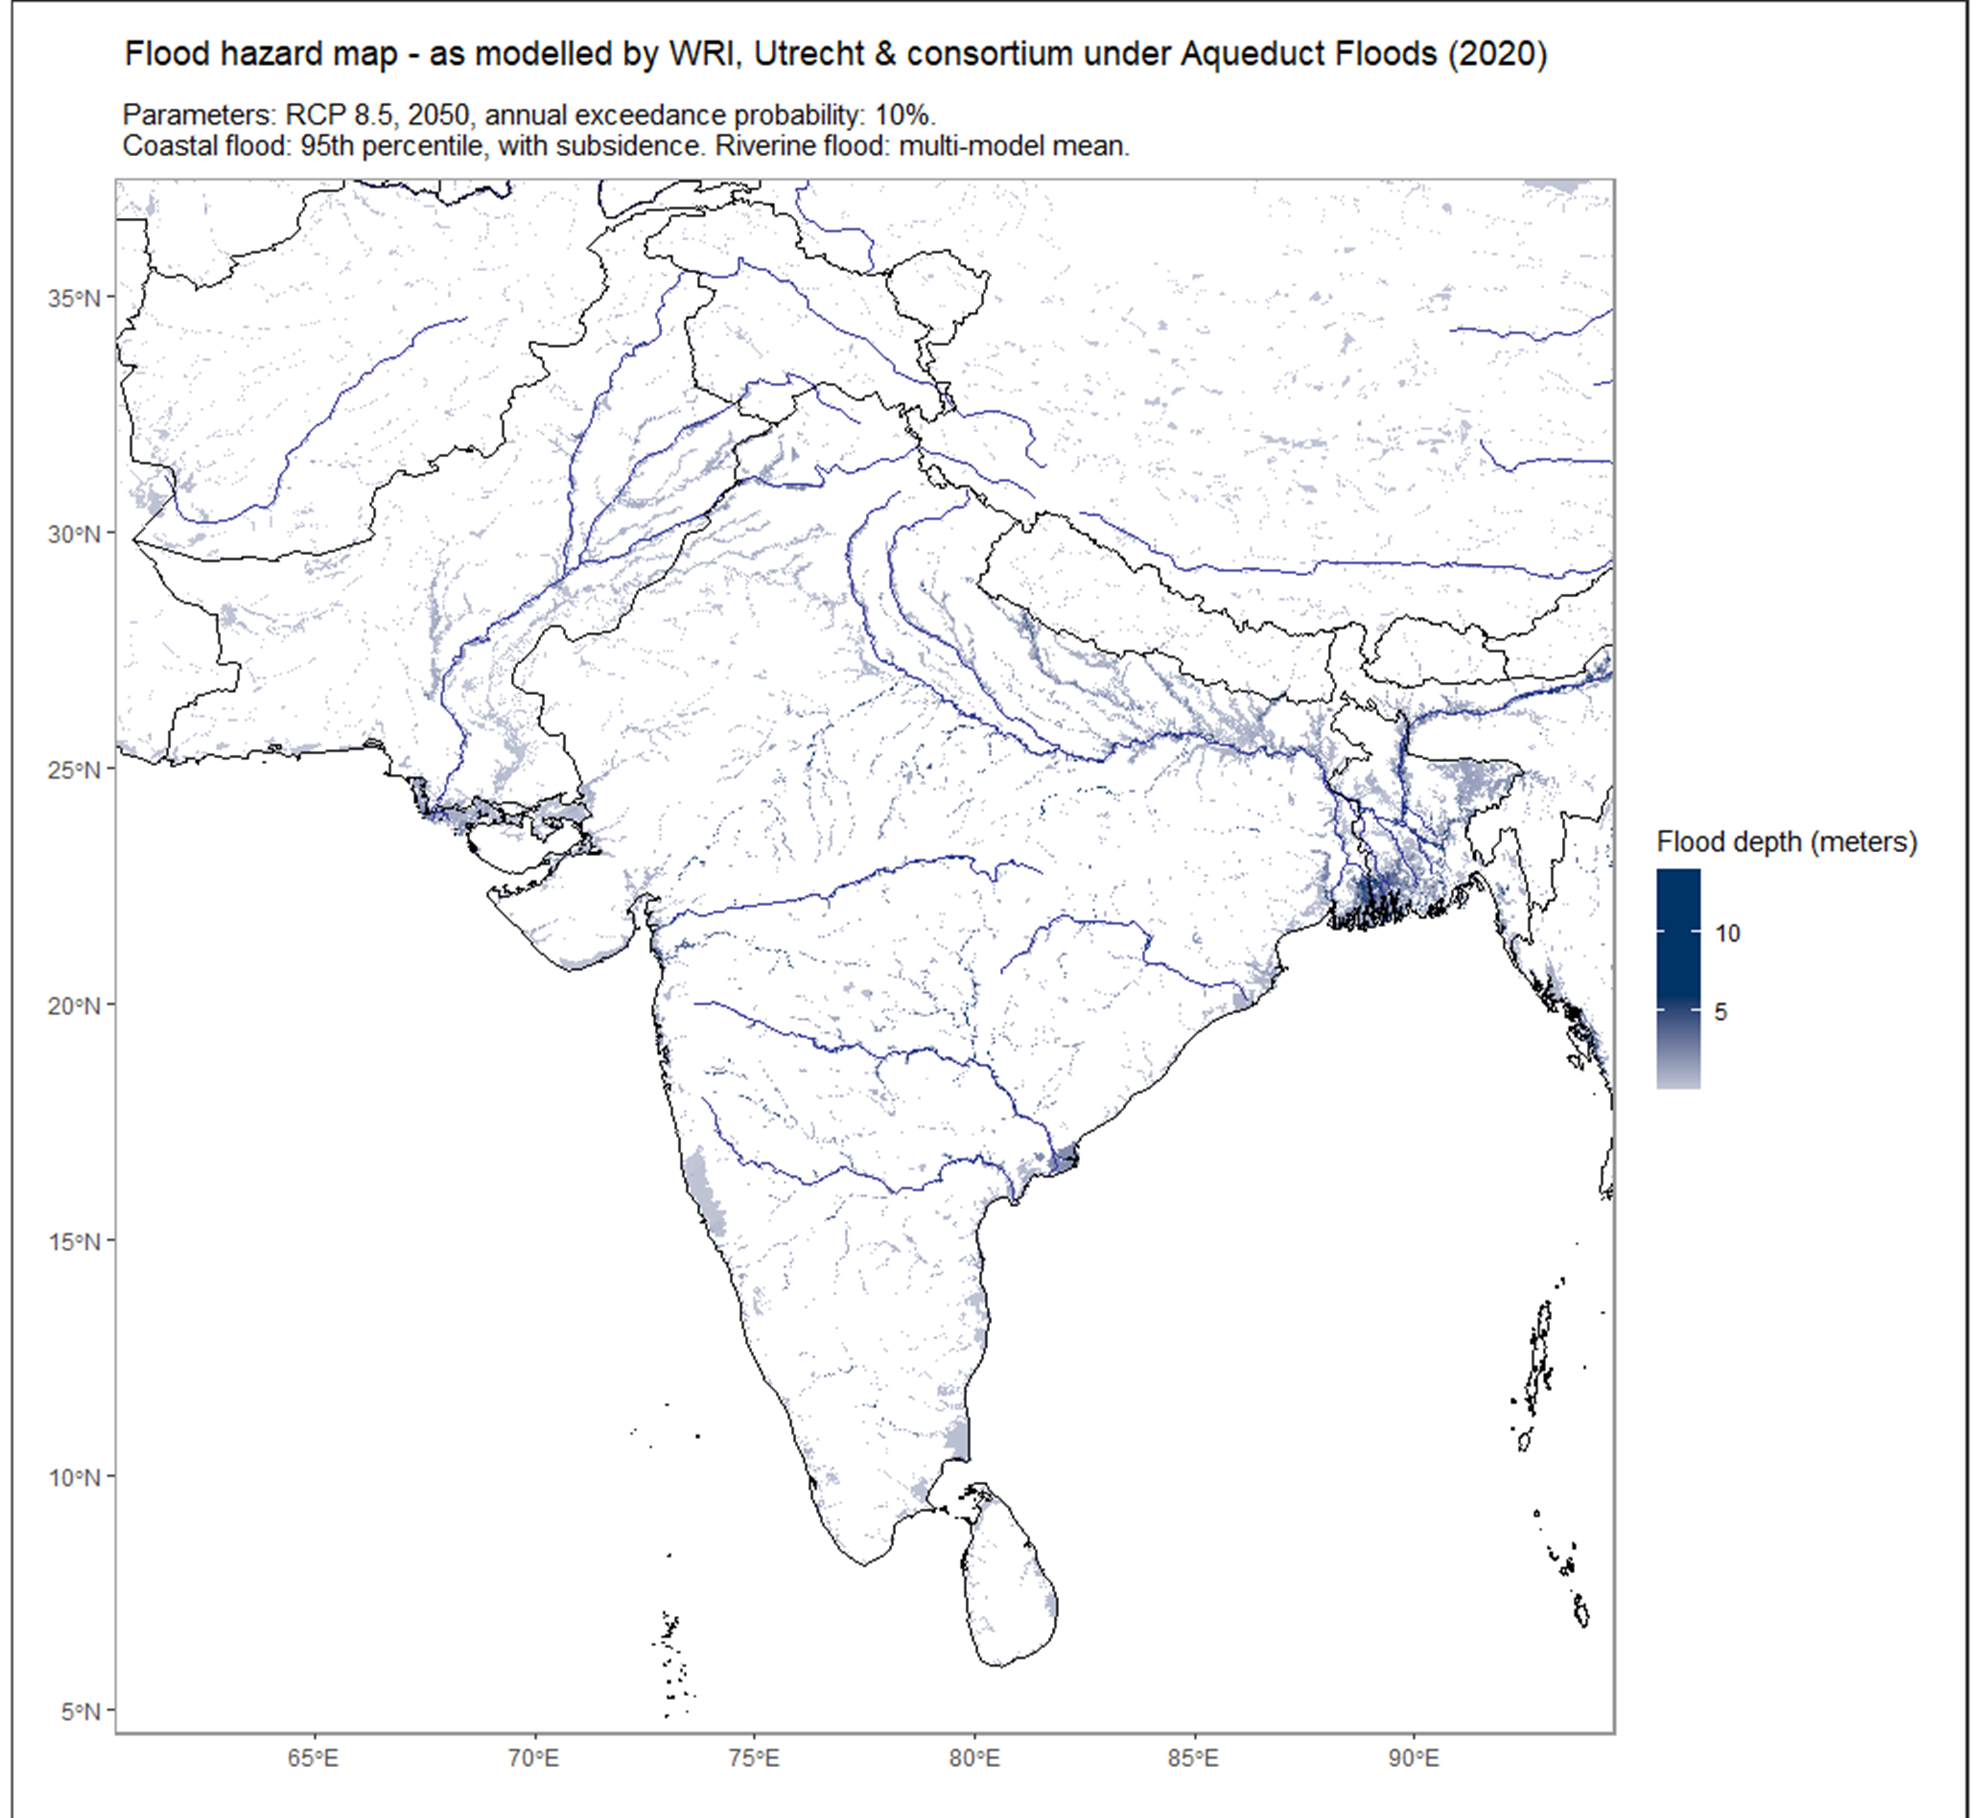 Flood hazard map - as modelled by WRI, Utrecht & consortium under Aqueduct Floods (2020)
Parameters: RCP 8.5, 2050, annual exceedance probability: 10%.
Coastal flood: 95th percentile, with subsidence. Riverine flood: multi-model mean.
35°N
30°N
25°N
20°N
15°N
10°N
5°N
65°E
70°E
75°E
80°E
85°E
90°E
Flood depth (meters)
10
5